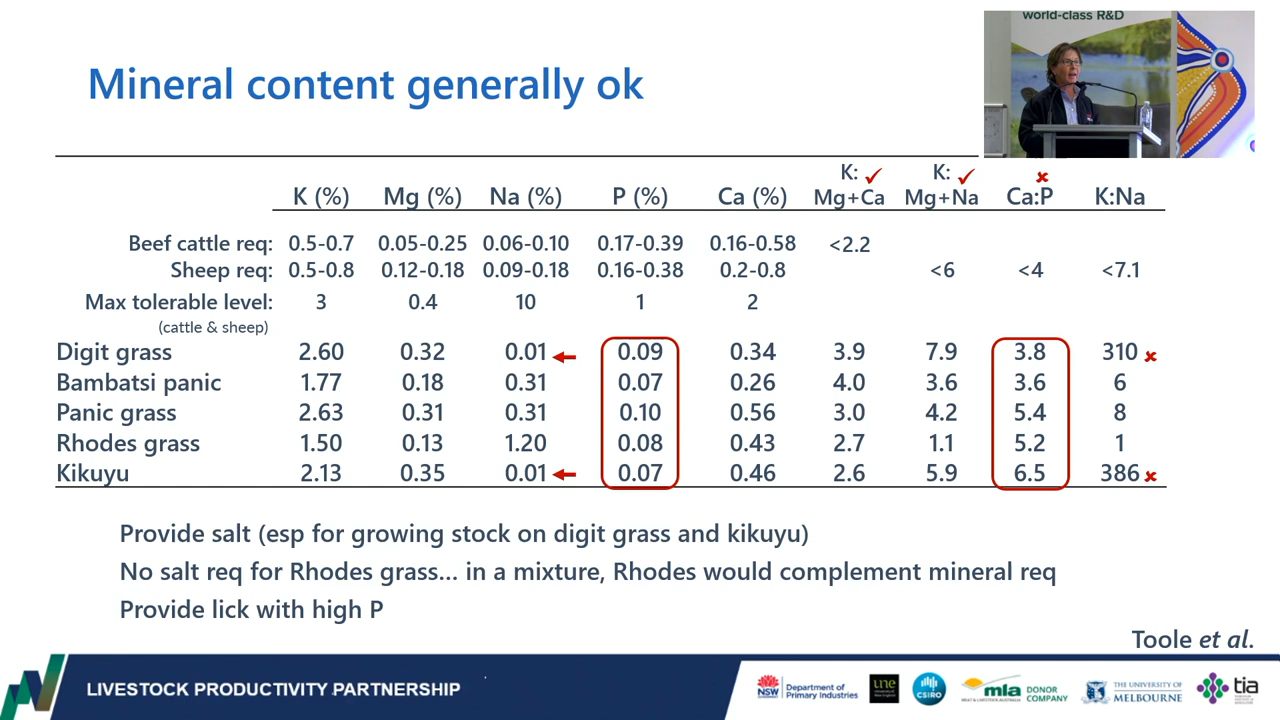 world-class R&D
Mineral content generally ok
K: ✓ K: ✓ ✘
K (%) Mg (%) Na (%) P (%) Ca (%) Mg+Ca Mg+Na Ca:P K:Na
Beef cattle req: 0.5-0.7 0.05-0.25 0.06-0.10 0.17-0.39 0.16-0.58 <2.2
Sheep req: 0.5-0.8 0.12-0.18 0.09-0.18 0.16-0.38 0.2-0.8 <6 <4 <7.1
Max tolerable level: 3 0.4 10 1 2
(cattle & sheep)
Digit grass 2.60 0.32 0.01 0.09 0.34 3.9 7.9 3.8 310 ✘
Bambatsi panic 1.77 0.18 0.31 0.07 0.26 4.0 3.6 3.6 6
Panic grass 2.63 0.31 0.31 0.10 0.56 3.0 4.2 5.4 8
Rhodes grass 1.50 0.13 1.20 0.08 0.43 2.7 1.1 5.2 1
Kikuyu 2.13 0.35 0.01 0.07 0.46 2.6 5.9 6.5 386 ✘
Provide salt (esp for growing stock on digit grass and kikuyu)
No salt req for Rhodes grass... in a mixture, Rhodes would complement mineral req
Provide lick with high P
Toole et al.
LIVESTOCK PRODUCTIVITY PARTNERSHIP
NSW GOVERNMENT
Department of
Primary Industries
une
University of
New England
CSIRO
mla
MEAT & LIVESTOCK AUSTRALIA
DONOR
COMPANY
THE UNIVERSITY OF
MELBOURNE
tia